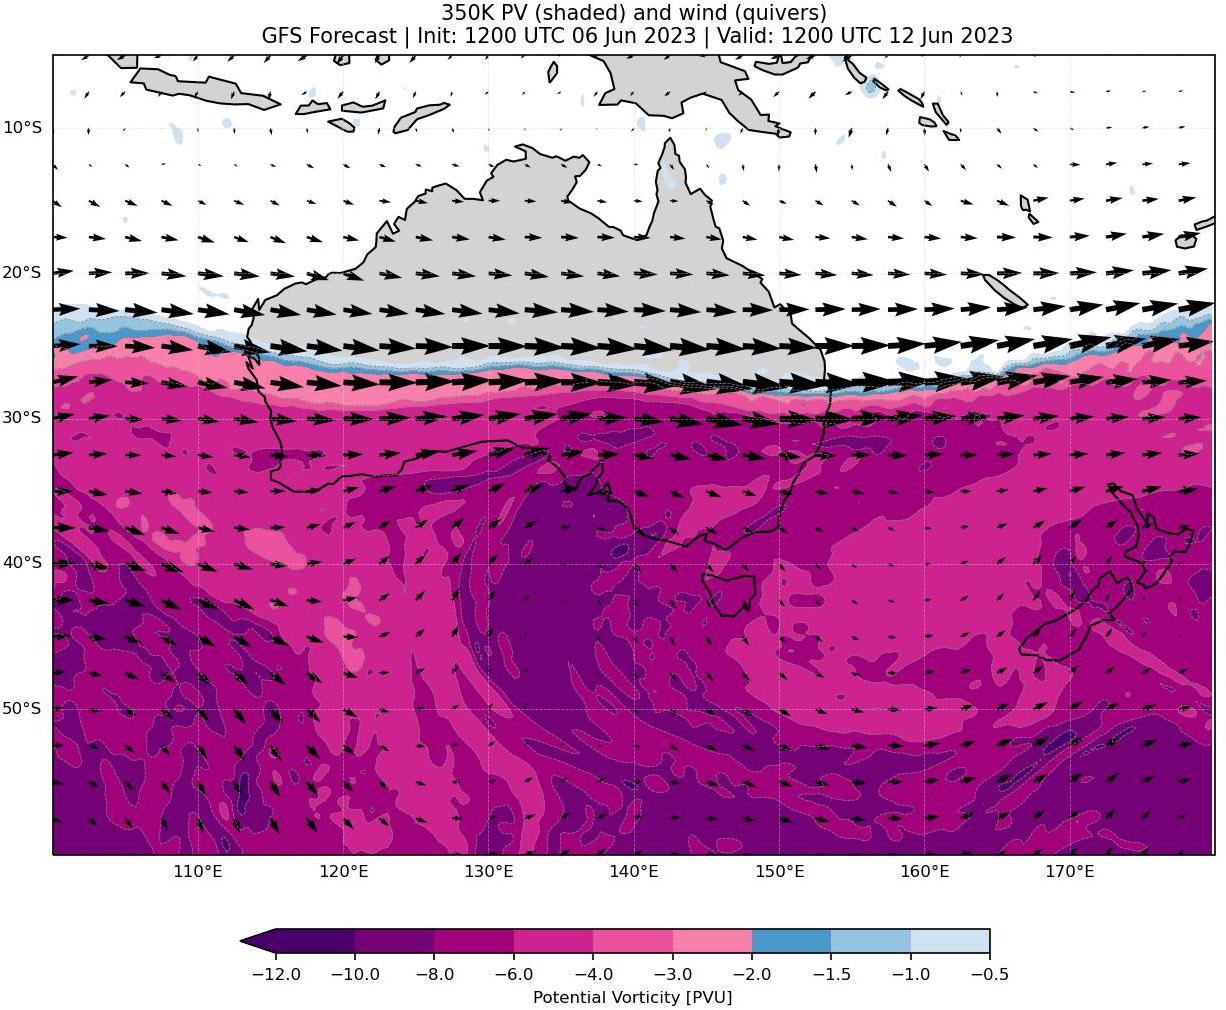 350K PV (shaded) and wind (quivers)
GFS Forecast | Init: 1200 UTC 06 Jun 2023 | Valid: 1200 UTC 12 Jun 2023
10°S
20°S
30°S
40°S
50°S
110°E 120°E 130°E 140°E 150°E 160°E 170°E
−12.0 −10.0 −8.0 −6.0 −4.0 −3.0 −2.0 −1.5 −1.0 −0.5
Potential Vorticity [PVU]